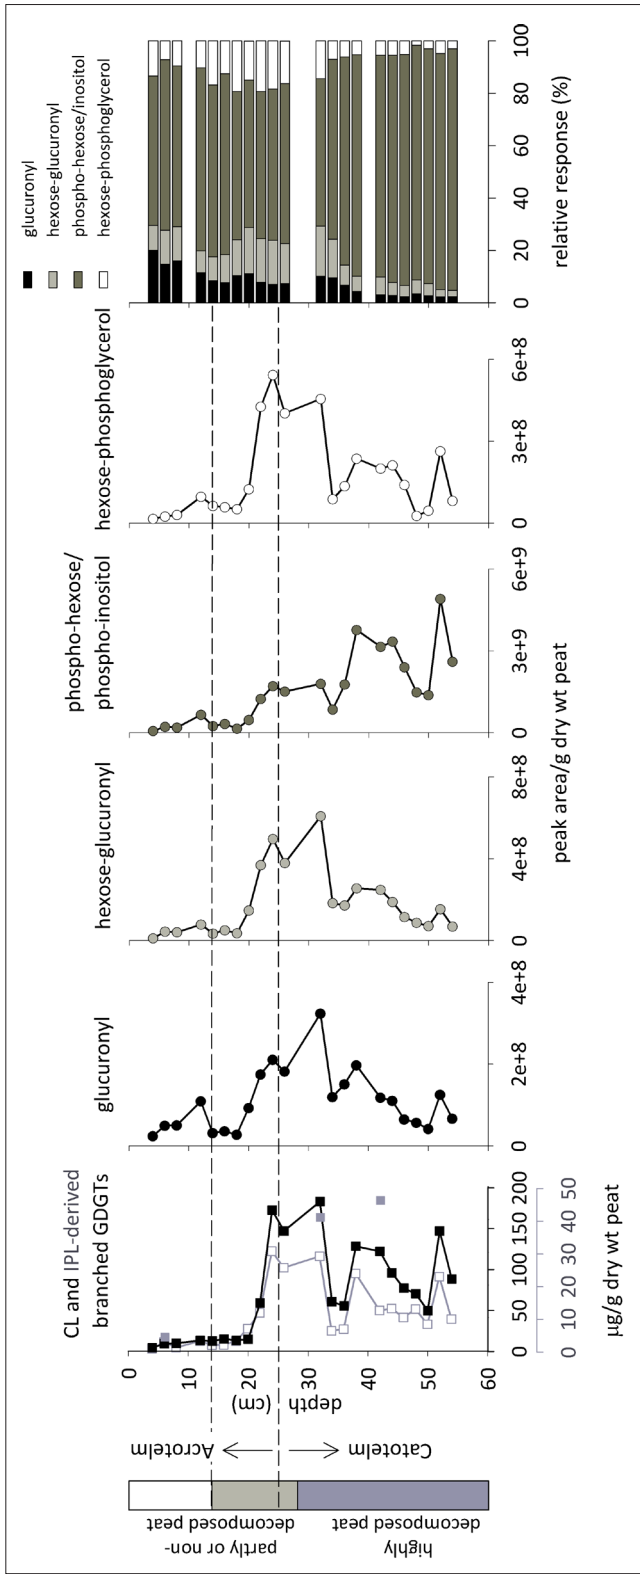 glucuronyl
hexose-glucuronyl
phospho-hexose/inositol
hexose-phosphoglycerol
CL and IPL-derived
branched GDGTs
glucuronyl
hexose-glucuronyl
phospho-hexose/
phospho-inositol
hexose-phosphoglycerol
partly or non-
decomposed peat
highly
decomposed peat
Acrotelm
Catotelm
depth (cm)
0
10
20
30
40
50
60
0 50 100 150 200
0 10 20 30 40 50
µg/g dry wt peat
0 2e+8 4e+8
0 4e+8 8e+8
0 3e+9 6e+9
0 3e+8 6e+8
peak area/g dry wt peat
0 20 40 60 80 100
relative response (%)